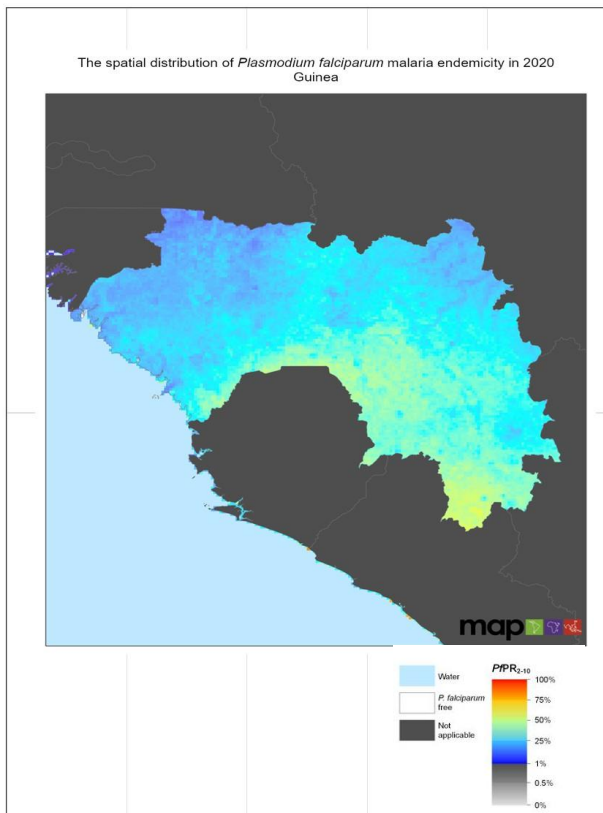 The spatial distribution of Plasmodium falciparum malaria endemicity in 2020
Guinea
map
Water
P. falciparum
free
Not
applicable
PfPR2-10
100%
75%
50%
25%
1%
0.5%
0%